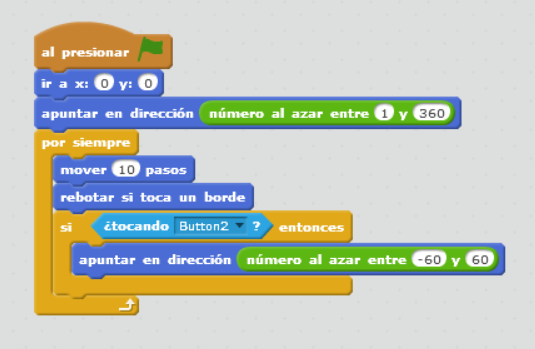 al presionar
ir a x: 0 y: 0
apuntar en dirección número al azar entre 1 y 360
por siempre
mover 10 pasos
rebotar si toca un borde
si ¿tocando Button2 ? entonces
apuntar en dirección número al azar entre -60 y 60